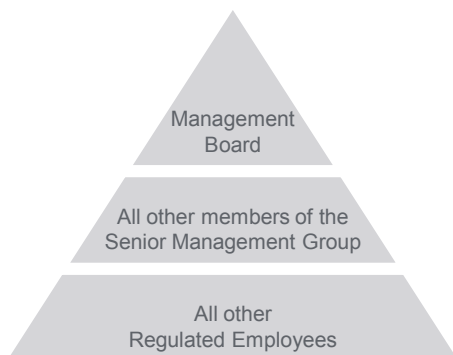 Management
Board
All other members of the
Senior Management Group
All other
Regulated Employees